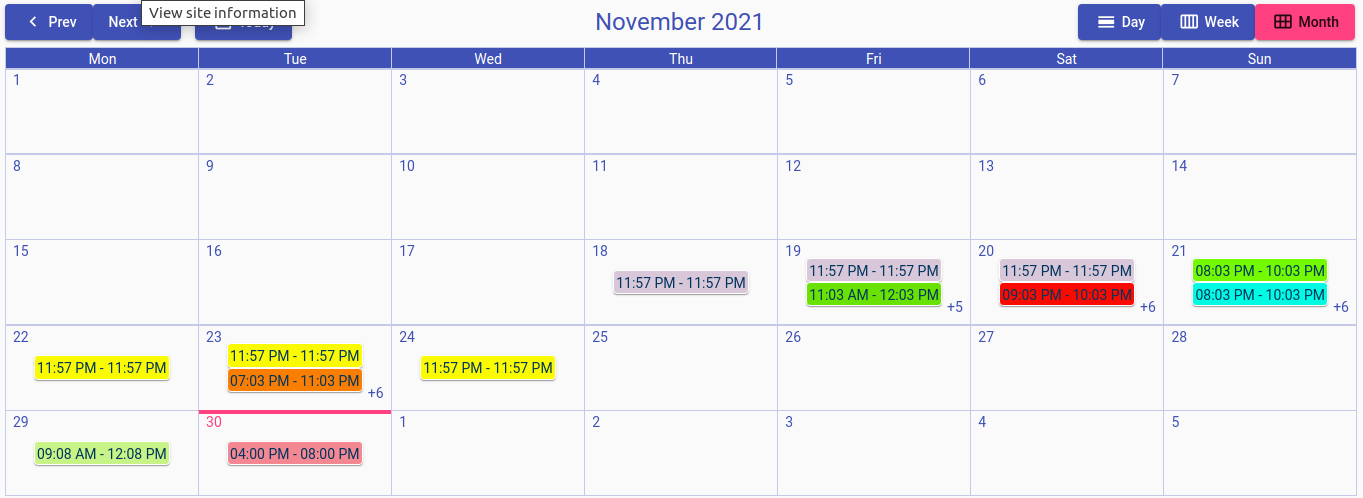 Prev
Next
View site information
November 2021
Day
Week
Month
Mon Tue Wed Thu Fri Sat Sun
1 2 3 4 5 6 7
8 9 10 11 12 13 14
15 16 17 18 19 20 21
11:57 PM - 11:57 PM
11:57 PM - 11:57 PM
11:03 AM - 12:03 PM
+5
11:57 PM - 11:57 PM
09:03 PM - 10:03 PM
+6
08:03 PM - 10:03 PM
08:03 PM - 10:03 PM
+6
22 23 24 25 26 27 28
11:57 PM - 11:57 PM
11:57 PM - 11:57 PM
07:03 PM - 11:03 PM
+6
11:57 PM - 11:57 PM
29 30 1 2 3 4 5
09:08 AM - 12:08 PM
04:00 PM - 08:00 PM